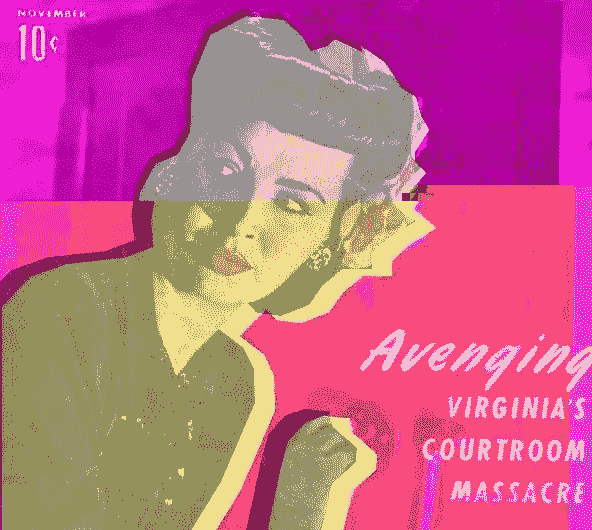 NOVEMBER
10¢
Avenging
VIRGINIA'S
COURTROOM
MASSACRE